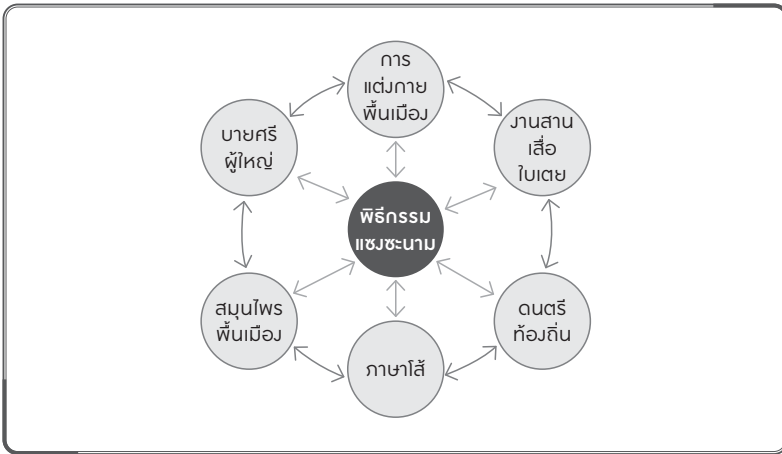 การ
แต่งกาย
พื้นเมือง
งานสาน
เสื่อ
ใบเตย
ดนตรี
ท้องถิ่น
ภาษาโส้
สมุนไพร
พื้นเมือง
บายศรี
ผู้ใหญ่
พิธีกรรม
แซงซะนาม